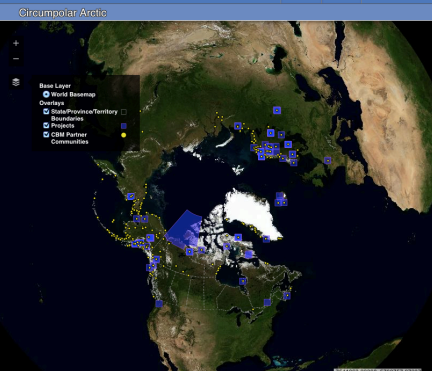 Circumpolar Arctic
+
−
Base Layer
World Basemap
Overlays
State/Province/Territory
Boundaries
Projects
CBM Partner
Communities